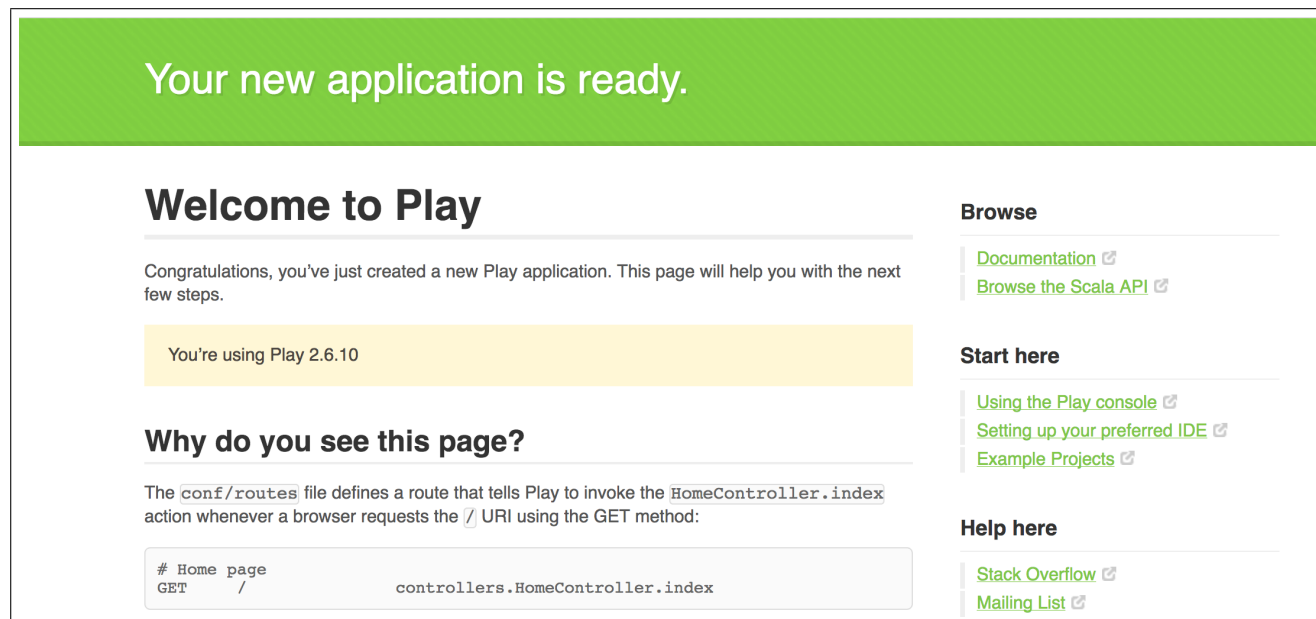 Your new application is ready.
Welcome to Play
Congratulations, you’ve just created a new Play application. This page will help you with the next
few steps.
You’re using Play 2.6.10
Why do you see this page?
The conf/routes file defines a route that tells Play to invoke the HomeController.index
action whenever a browser requests the / URI using the GET method:
# Home page
GET / controllers.HomeController.index
Browse
Documentation
Browse the Scala API
Start here
Using the Play console
Setting up your preferred IDE
Example Projects
Help here
Stack Overflow
Mailing List